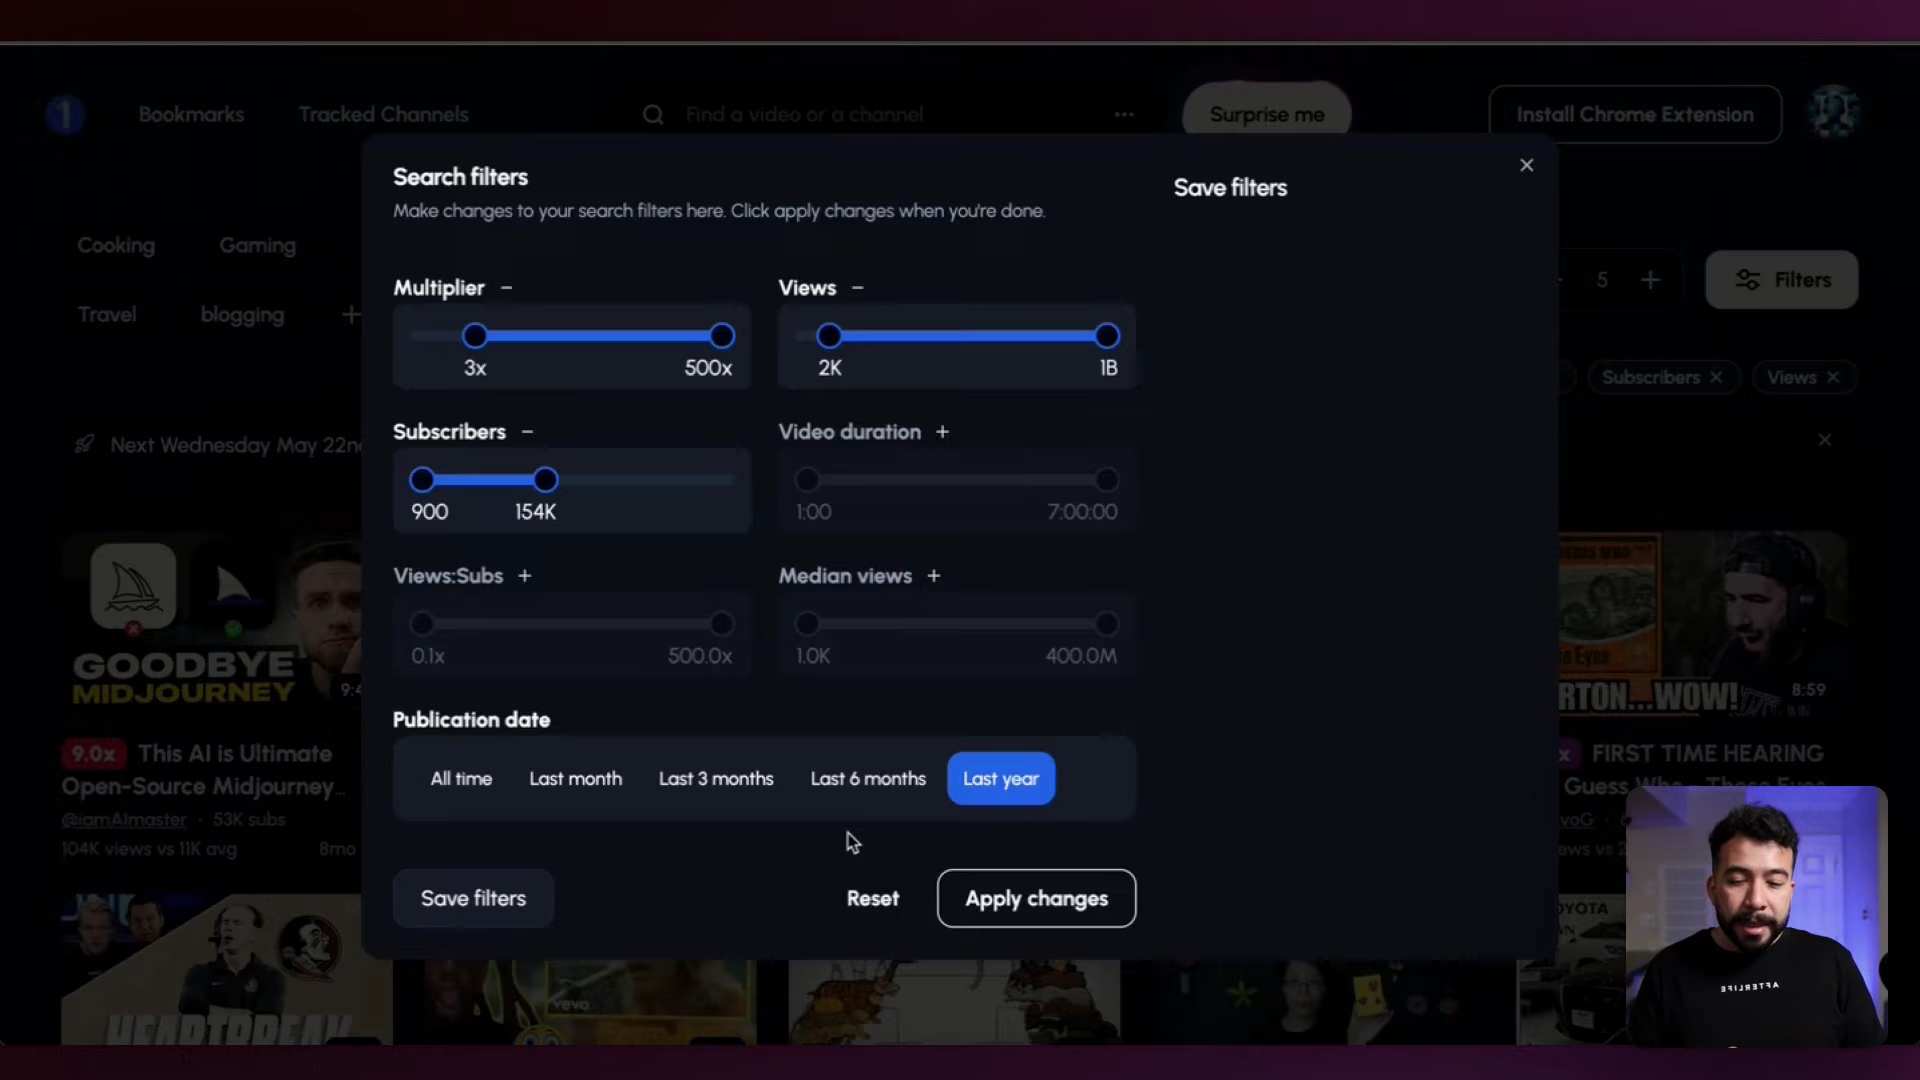 1
Bookmarks
Tracked Channels
Find a video or a channel
...
Surprise me
Install Chrome Extension
Search filters
Make changes to your search filters here. Click apply changes when you're done.
Save filters
Cooking
Gaming
Travel
blogging
+
5
+
Filters
Multiplier –
3x
500x
Views –
2K
1B
Subscribers
Views
Subscribers –
900
154K
Video duration +
1:00
7:00:00
Next Wednesday May 22n
Views:Subs +
0.1x
500.0x
Median views +
1.0K
400.0M
GOODBYE
MIDJOURNEY
RTON...WOW!
8:59
Publication date
All time
Last month
Last 3 months
Last 6 months
Last year
9.0x This AI is Ultimate
Open-Source Midjourney...
@iamAImaster · 53K subs
104K views vs 11K avg
8mo
x FIRST TIME HEARING
Save filters
Reset
Apply changes
vevo
HEARTBREAK
AFTERLIFE